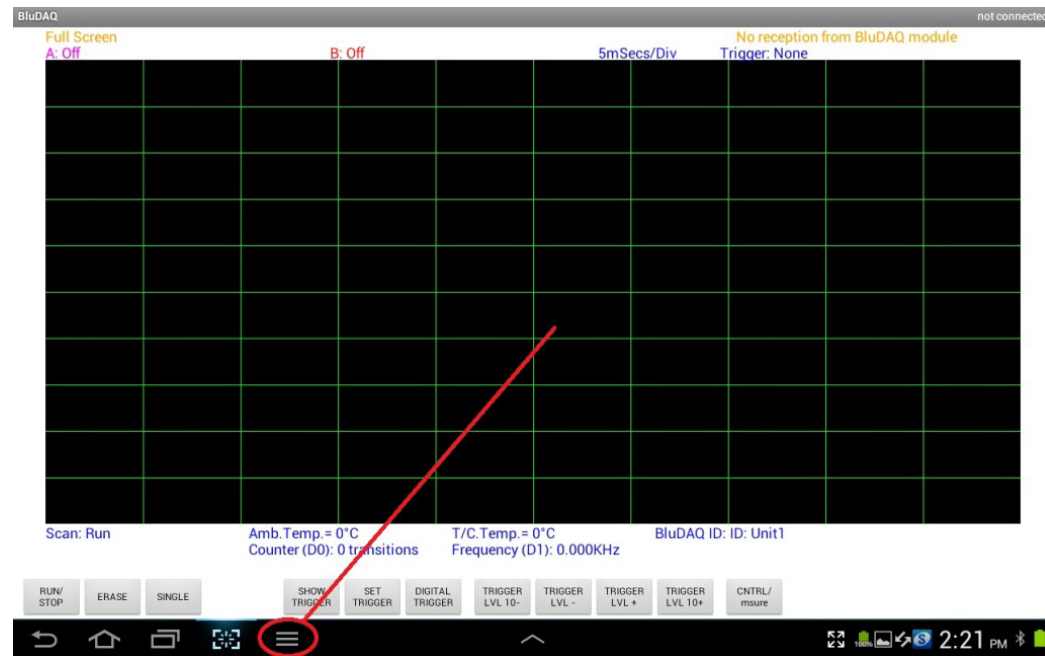 BluDAQ not connected
Full Screen No reception from BluDAQ module
A: Off B: Off 5mSecs/Div Trigger: None
Scan: Run Amb.Temp.= 0°C T/C.Temp.= 0°C BluDAQ ID: ID: Unit1
Counter (D0): 0 transitions Frequency (D1): 0.000KHz
RUN/ STOP ERASE SINGLE SHOW TRIGGER SET TRIGGER DIGITAL TRIGGER TRIGGER LVL 10- TRIGGER LVL - TRIGGER LVL + TRIGGER LVL 10+ CNTRL/ msure
100% S 2:21 PM